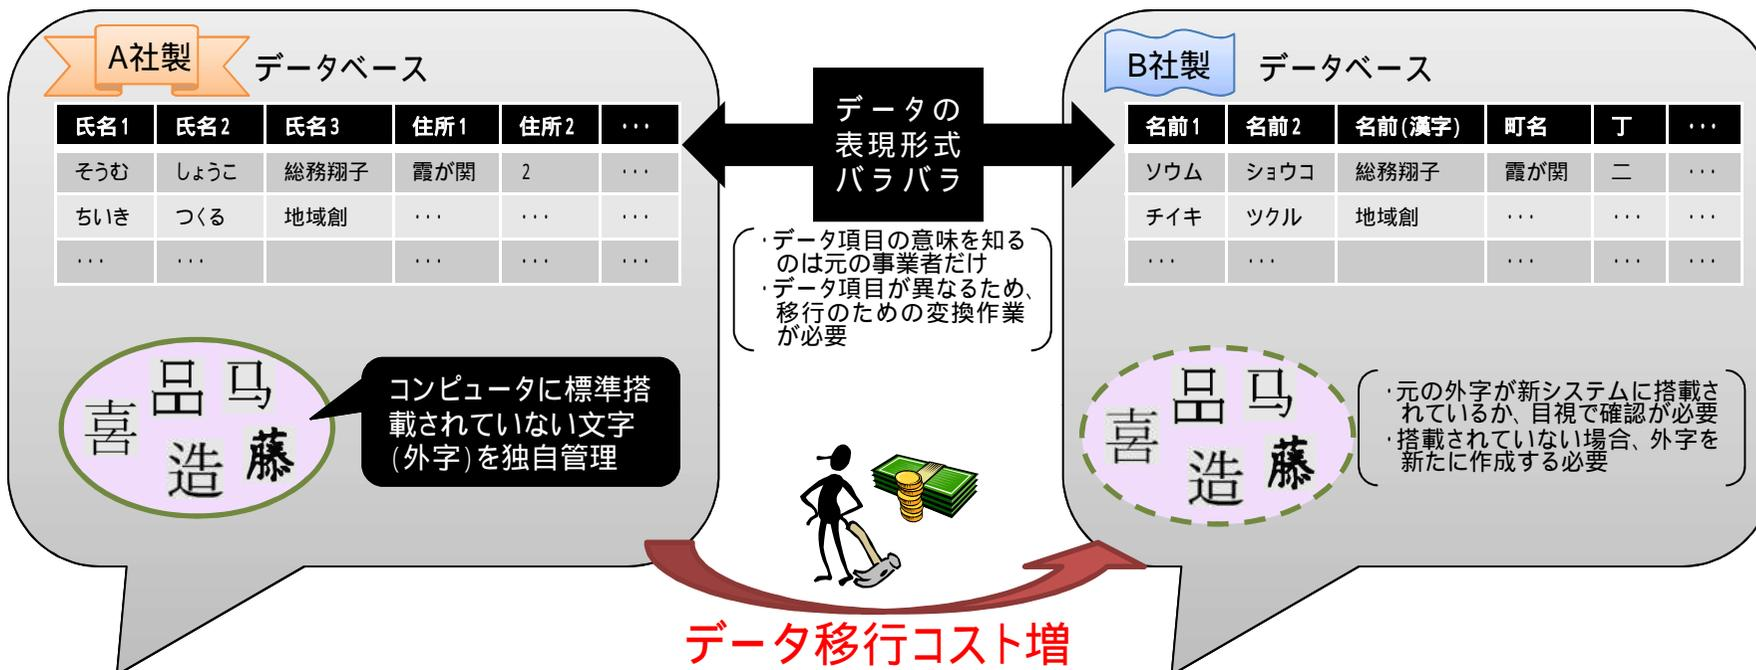 A社製
データベース
氏名1 氏名2 氏名3 住所1 住所2 ･･･
そうむ しょうこ 総務翔子 霞が関 2 ･･･
ちいき つくる 地域創 ･･･ ･･･ ･･･
･･･ ･･･ ･･･ ･･･ ･･･
データの
表現形式
バラバラ
・データ項目の意味を知る
のは元の事業者だけ
・データ項目が異なるため、
移行のための変換作業
が必要
B社製
データベース
名前1 名前2 名前(漢字) 町名 丁 ･･･
ソウム ショウコ 総務翔子 霞が関 二 ･･･
チイキ ツクル 地域創 ･･･ ･･･ ･･･
･･･ ･･･ ･･･ ･･･ ･･･
コンピュータに標準搭
載されていない文字
(外字)を独自管理
・元の外字が新システムに搭載さ
れているか、目視で確認が必要
・搭載されていない場合、外字を
新たに作成する必要
データ移行コスト増